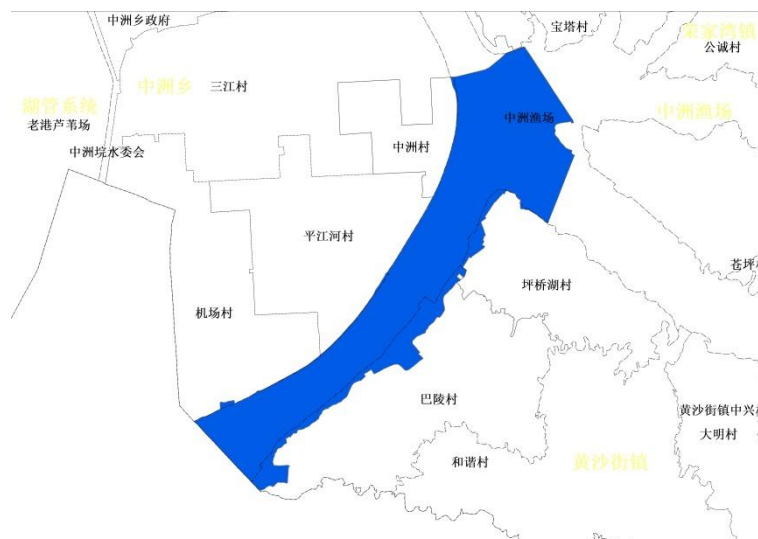 中洲乡政府
宝塔村
荣家湾镇
公诚村
中洲乡
三江村
湖管系统
老港芦苇场
中洲渔场
中洲渔场
中洲垸水委会
中洲村
平江河村
苍坪村
坪桥湖村
机场村
巴陵村
黄沙街镇中兴
大明村
和谐村
黄沙街镇